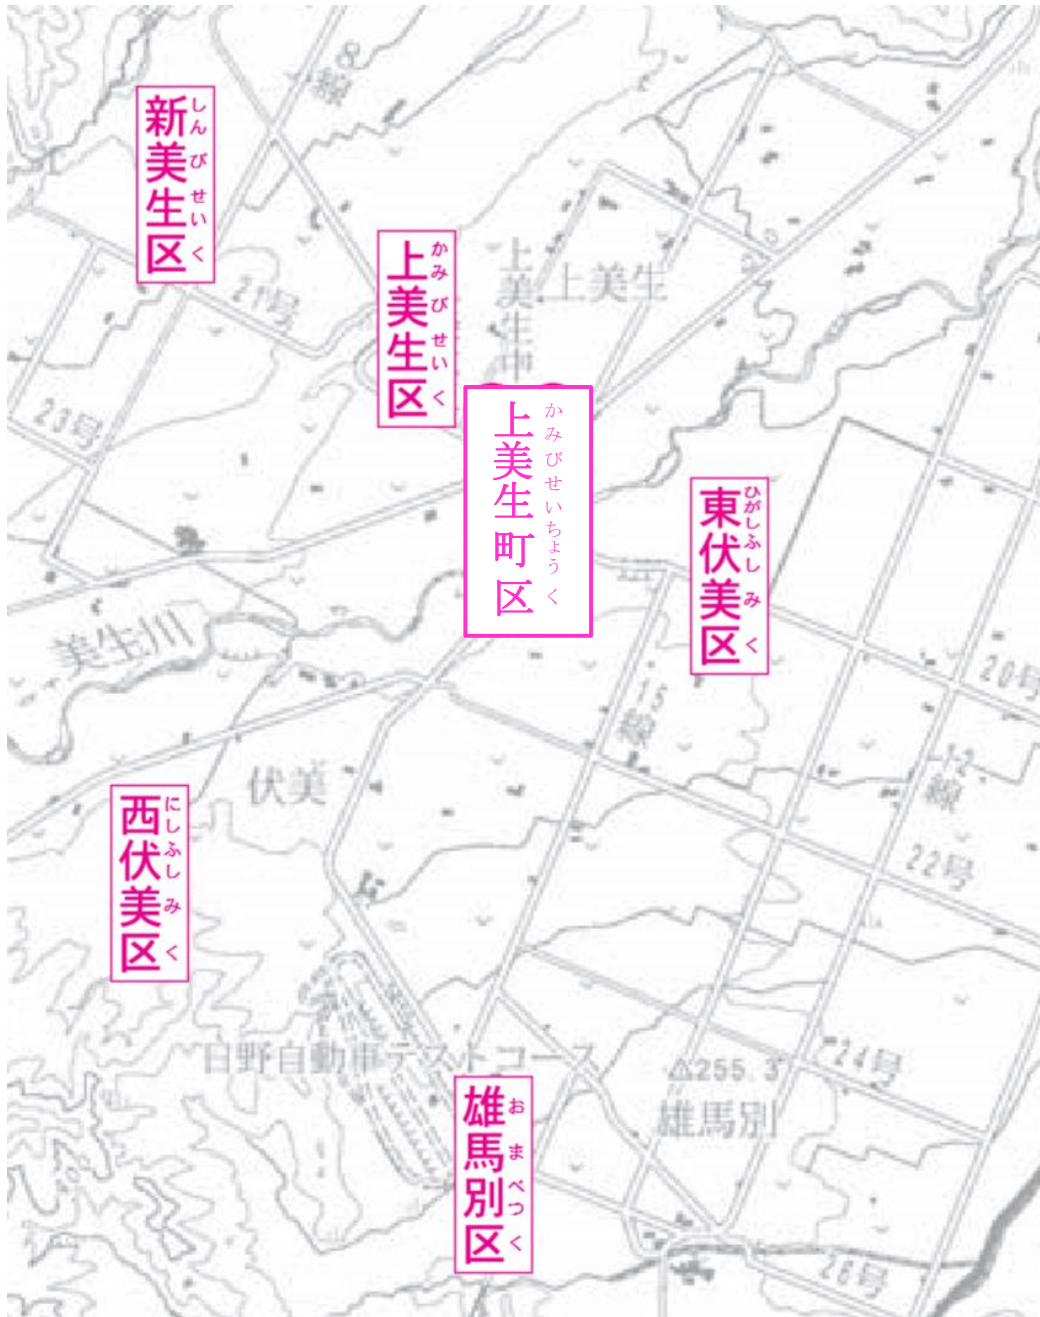 8
線
新美生区
しんびせいく
21号
上美生区
かみびせいく
上美生中
上美生
23号
上美生町区
かみびせいちょうく
東伏美区
ひがしふしみく
美生川
20号
15
線
12
線
伏美
西伏美区
にしふしみく
22号
日野自動車テストコース
△255.3
24号
雄馬別
雄馬別区
おまべつく
26号